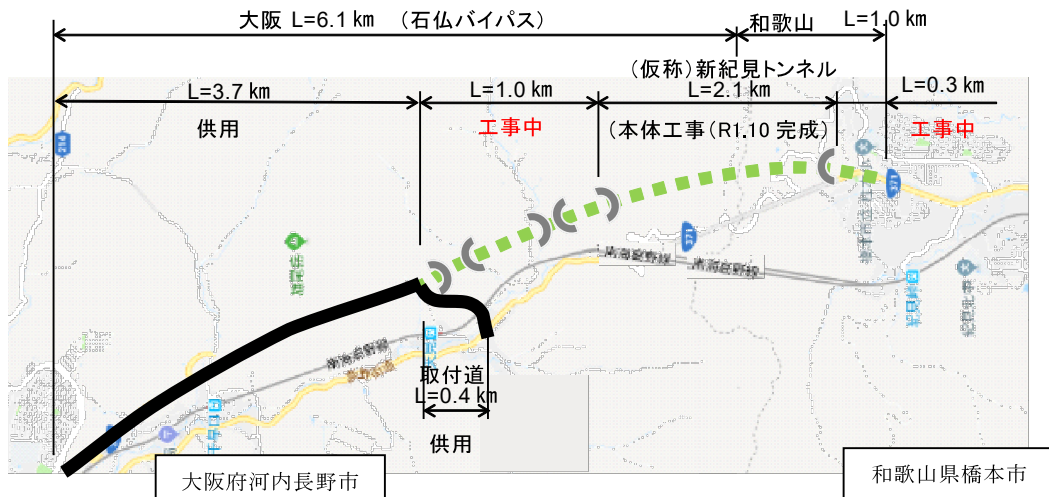 大阪 L=6.1 km （石仏バイパス）
和歌山 L=1.0 km
（仮称）新紀見トンネル
L=3.7 km
L=1.0 km
L=2.1 km
L=0.3 km
供用
工事中
（本体工事（R1.10 完成）
工事中
371
371
取付道
L=0.4 km
供用
大阪府河内長野市
和歌山県橋本市